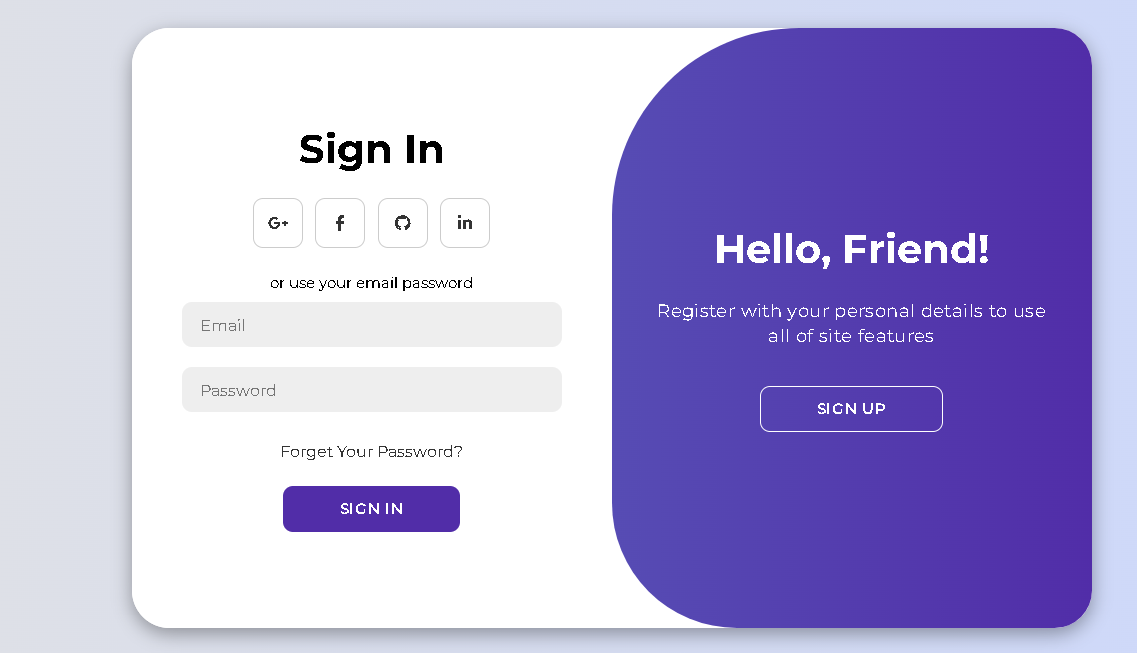 Sign In
G+
f
in
or use your email password
Email
Password
Forget Your Password?
SIGN IN
Hello, Friend!
Register with your personal details to use
all of site features
SIGN UP